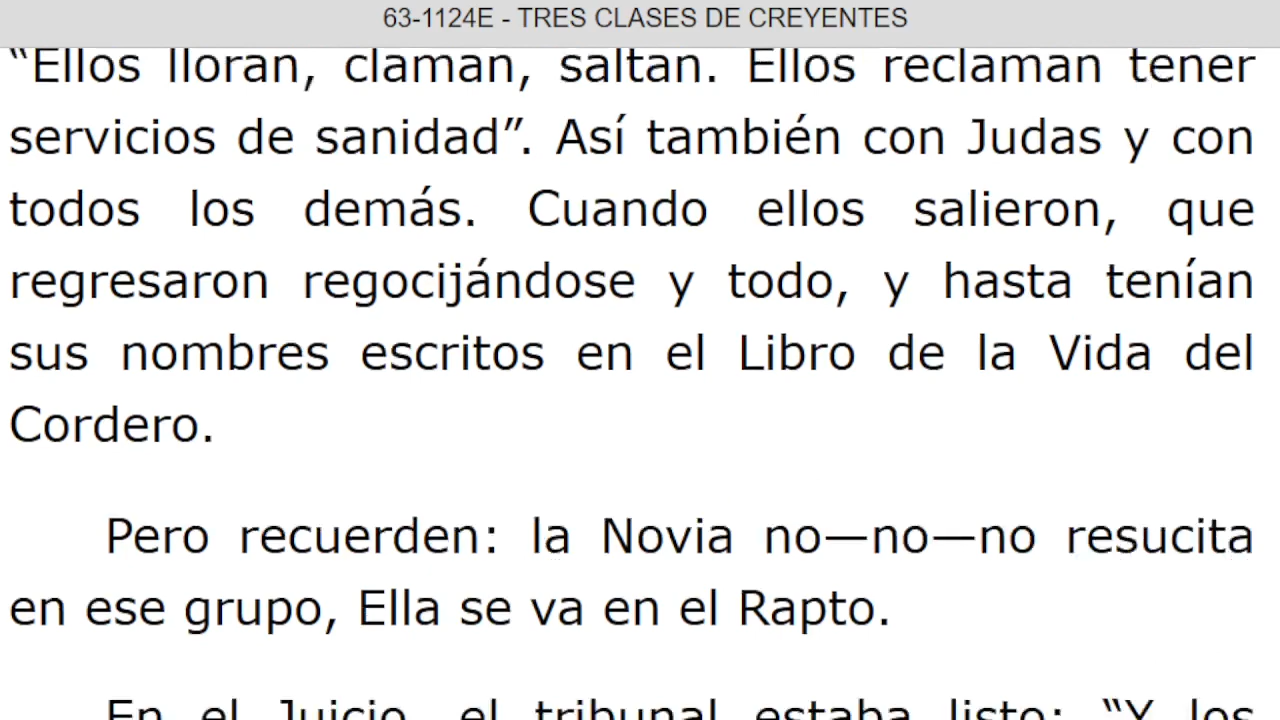 63-1124E - TRES CLASES DE CREYENTES
“Ellos lloran, claman, saltan. Ellos reclaman tener
servicios de sanidad”. Así también con Judas y con
todos los demás. Cuando ellos salieron, que
regresaron regocijándose y todo, y hasta tenían
sus nombres escritos en el Libro de la Vida del
Cordero.
Pero recuerden: la Novia no—no—no resucita
en ese grupo, Ella se va en el Rapto.
En el Juicio, el tribunal estaba listo: “Y los